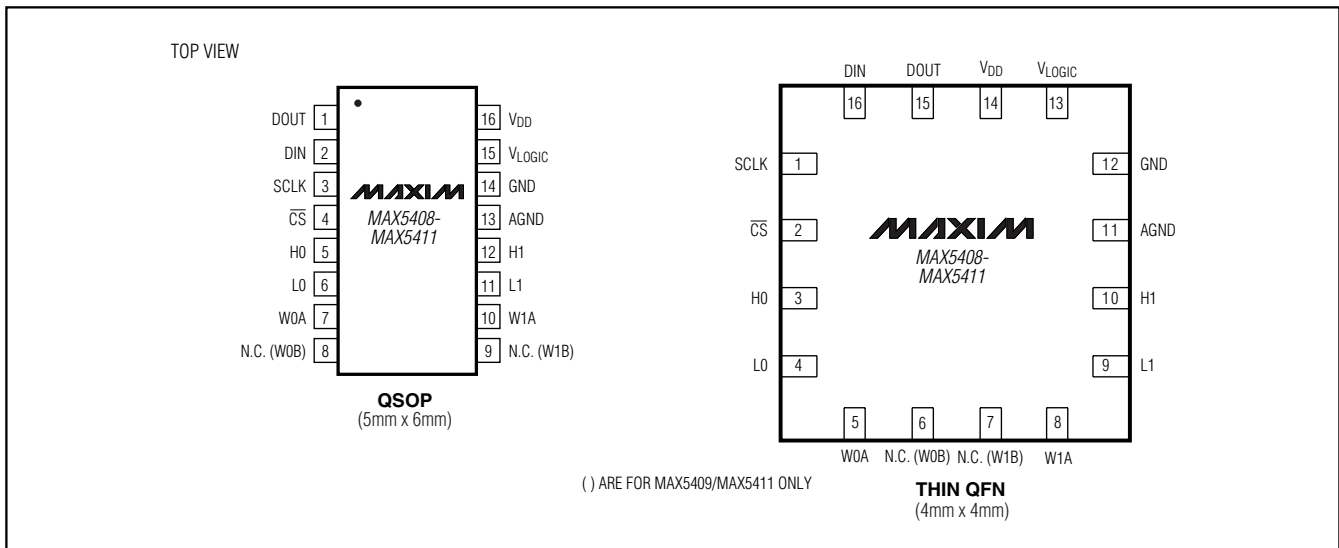 TOP VIEW
DOUT 1
DIN 2
SCLK 3
C̅S̅ 4
H0 5
L0 6
W0A 7
N.C. (W0B) 8
16 VDD
15 VLOGIC
14 GND
13 AGND
12 H1
11 L1
10 W1A
9 N.C. (W1B)
MAXIM
MAX5408-
MAX5411
QSOP
(5mm x 6mm)
DIN DOUT VDD VLOGIC
16 15 14 13
SCLK 1
C̅S̅ 2
H0 3
L0 4
12 GND
11 AGND
10 H1
9 L1
MAXIM
MAX5408-
MAX5411
5 6 7 8
W0A N.C. (W0B) N.C. (W1B) W1A
( ) ARE FOR MAX5409/MAX5411 ONLY
THIN QFN
(4mm x 4mm)